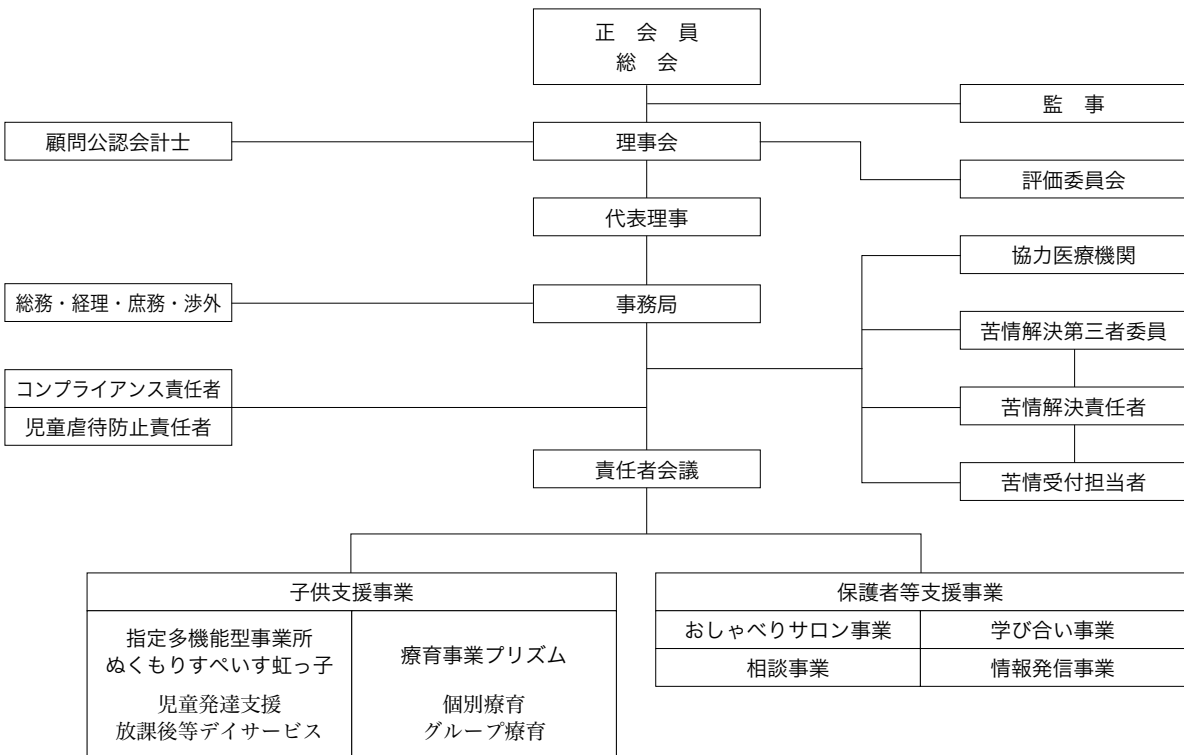 正　会　員
総　会
監　事
顧問公認会計士
理事会
評価委員会
代表理事
協力医療機関
総務・経理・庶務・渉外
事務局
苦情解決第三者委員
コンプライアンス責任者
児童虐待防止責任者
苦情解決責任者
責任者会議
苦情受付担当者
子供支援事業
指定多機能型事業所
ぬくもりすぺいす虹っ子
児童発達支援
放課後等デイサービス
療育事業プリズム
個別療育
グループ療育
保護者等支援事業
おしゃべりサロン事業
学び合い事業
相談事業
情報発信事業